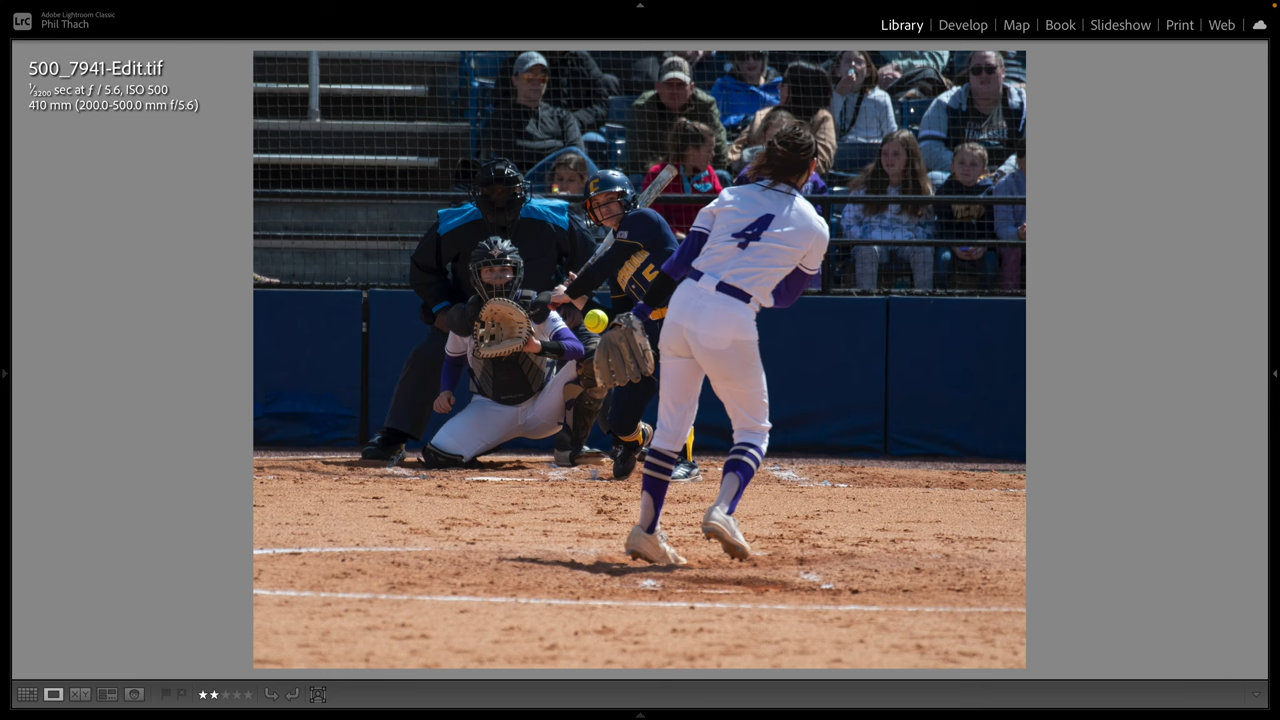 LrC
Adobe Lightroom Classic
Phil Thach
Library | Develop | Map | Book | Slideshow | Print | Web
500_7941-Edit.tif
1/3200 sec at ƒ / 5.6, ISO 500
410 mm (200.0-500.0 mm f/5.6)
C
4
15
X Y